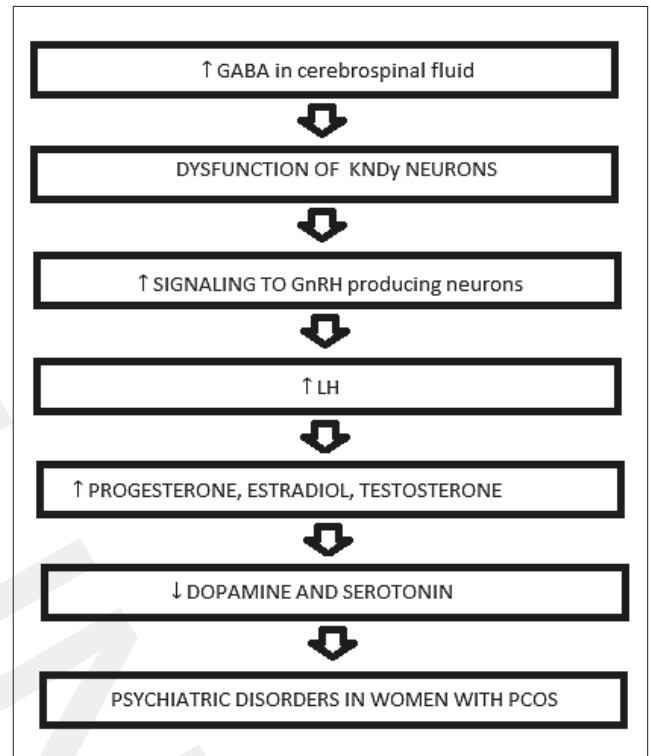 ↑ GABA in cerebrospinal fluid
DYSFUNCTION OF KNDy NEURONS
↑ SIGNALING TO GnRH producing neurons
↑ LH
↑ PROGESTERONE, ESTRADIOL, TESTOSTERONE
↓ DOPAMINE AND SEROTONIN
PSYCHIATRIC DISORDERS IN WOMEN WITH PCOS